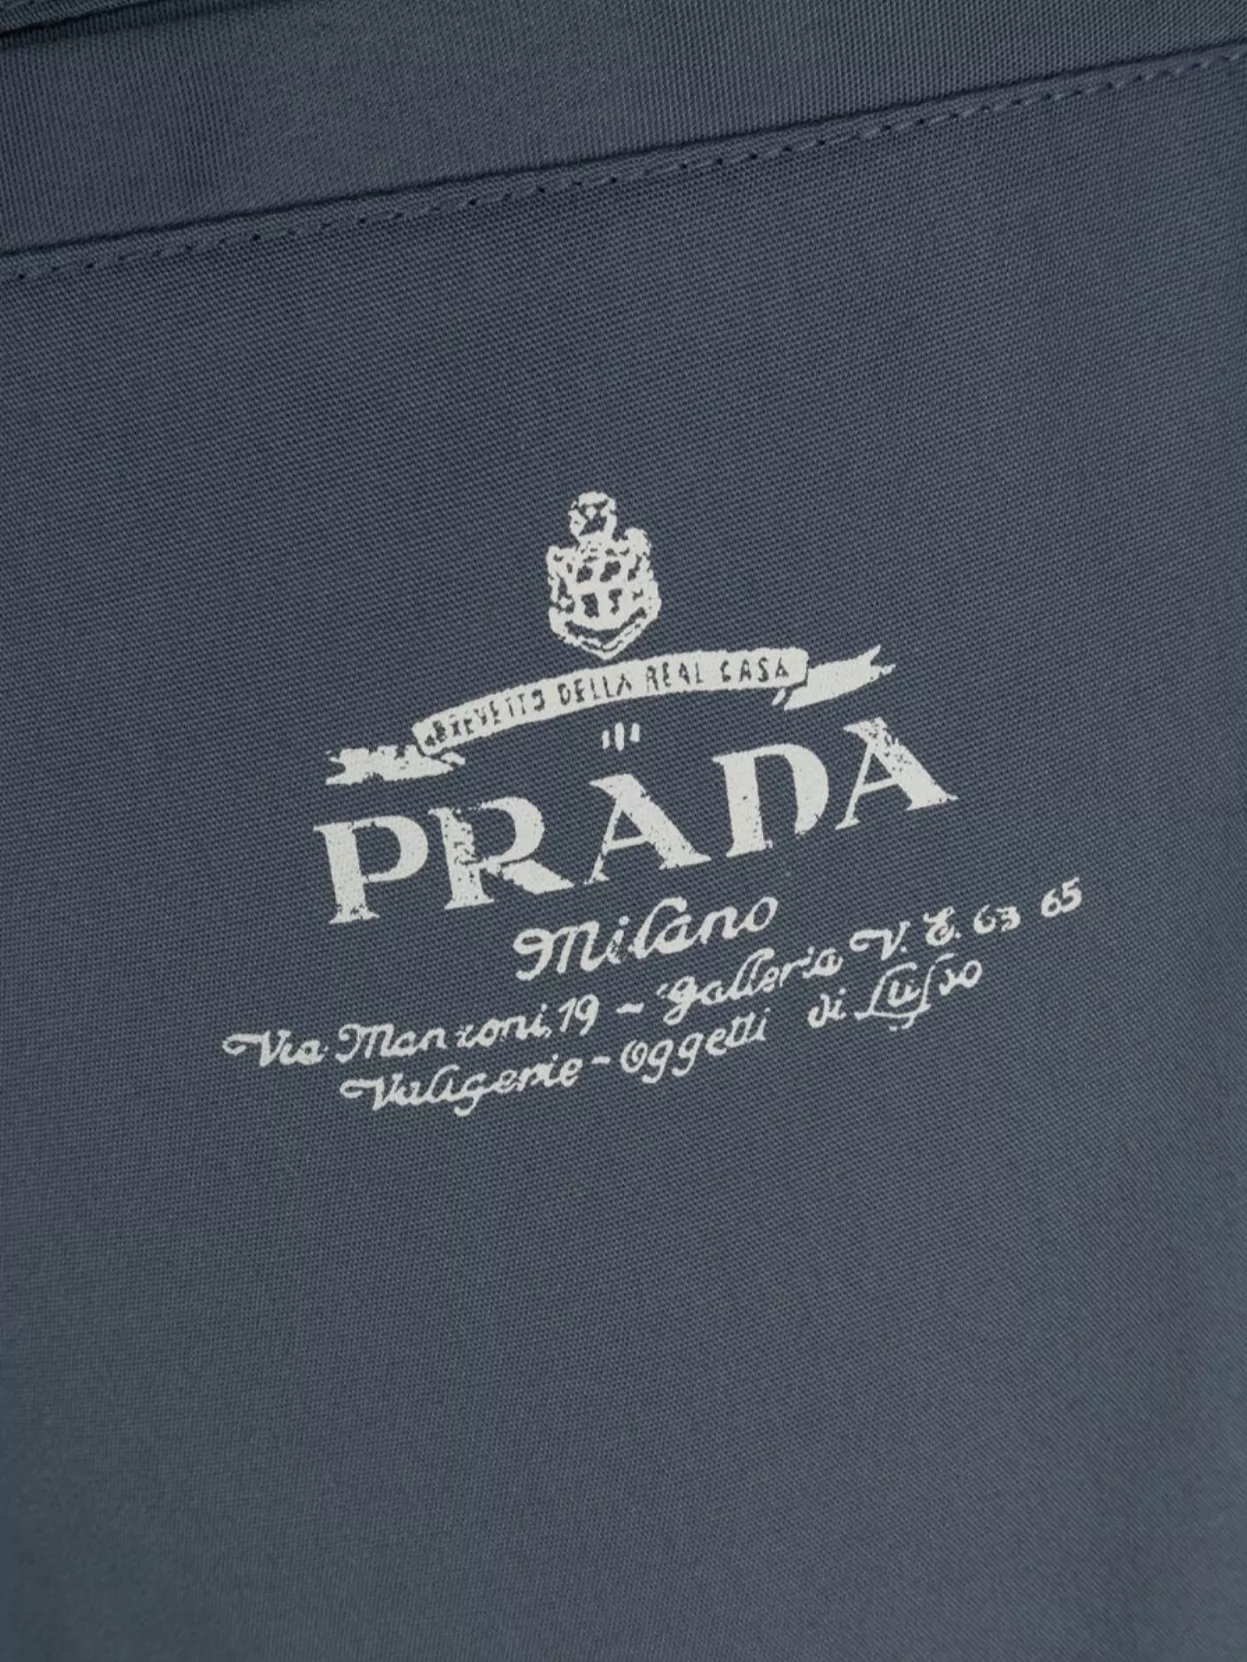 BREVETTO DELLA REAL CASA
PRADA
Milano
Via Manzoni, 19 - Galleria V. E. 63 65
Valigerie - Oggetti di Lusso